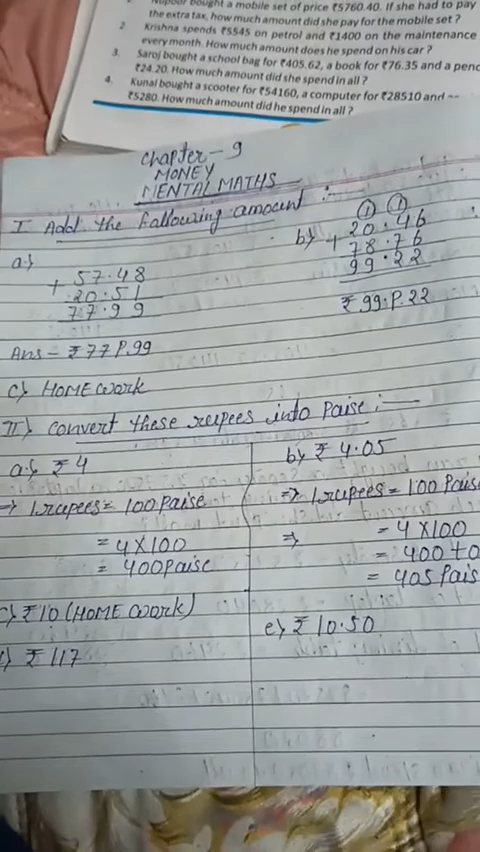 bought a mobile set of price ₹5760.40. If she had to pay
the extra tax, how much amount did she pay for the mobile set ?
2. Krishna spends ₹5545 on petrol and ₹1400 on the maintenance
every month. How much amount does he spend on his car ?
3. Saroj bought a school bag for ₹405.62, a book for ₹76.35 and a penc
₹24.20. How much amount did she spend in all ?
4. Kunal bought a scooter for ₹54160, a computer for ₹28510 and
₹5280. How much amount did he spend in all ?
Chapter - 9
MONEY
MENTAL MATHS
I Add the following amount :-
a)
57.48
+ 20.51
77.99
Ans - ₹ 77 P.99
b)
① ①
20.46
+ 78.76
99.22
₹ 99.P.22
c) HOME WORK
II) Convert these reupees into Paise :-
a) ₹ 4
⇒ 1 rupees = 100 Paise
= 4 X 100
= 400 paise
b) ₹ 4.05
⇒ 1 rupees = 100 Pais
⇒ = 4 X 100
= 400 + 0
= 405 Pais
c) ₹ 10 (HOME WORK)
) ₹ 117
e) ₹ 10.50